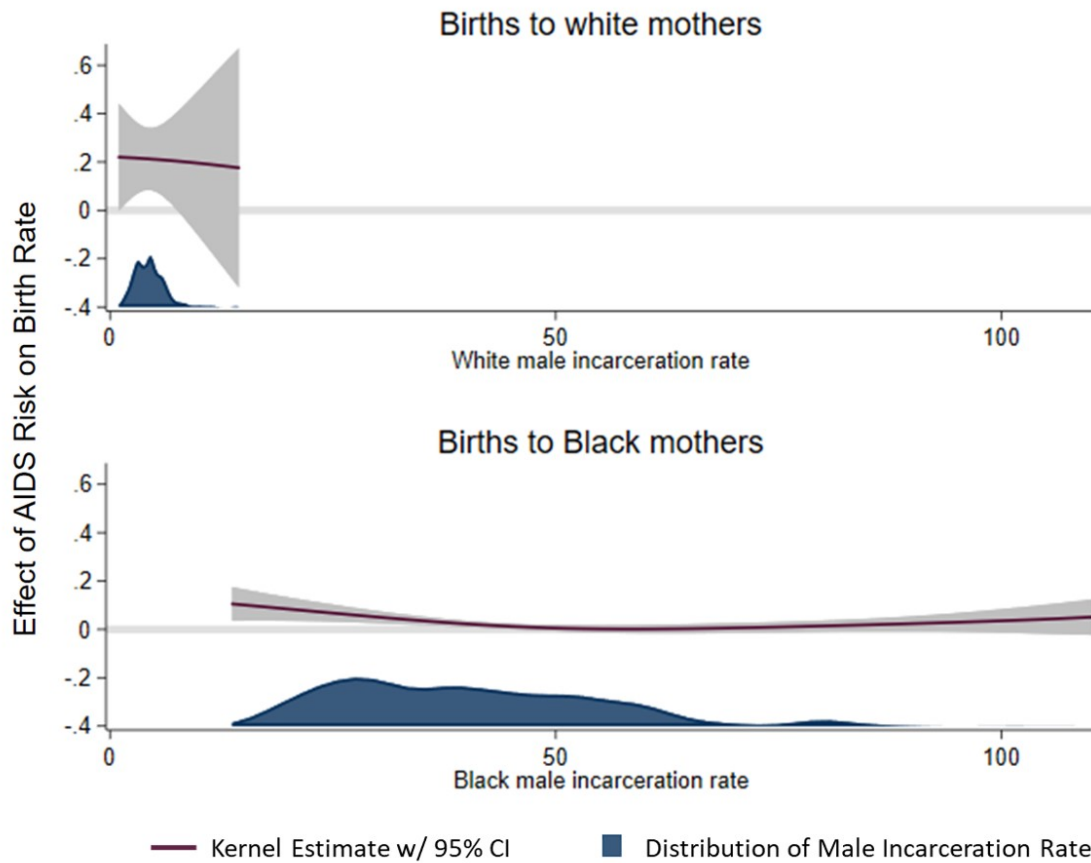 Births to white mothers
.6
.4
.2
0
-.2
-.4
0 50 100
White male incarceration rate
Effect of AIDS Risk on Birth Rate
Births to Black mothers
.6
.4
.2
0
-.2
-.4
0 50 100
Black male incarceration rate
Kernel Estimate w/ 95% CI Distribution of Male Incarceration Rate